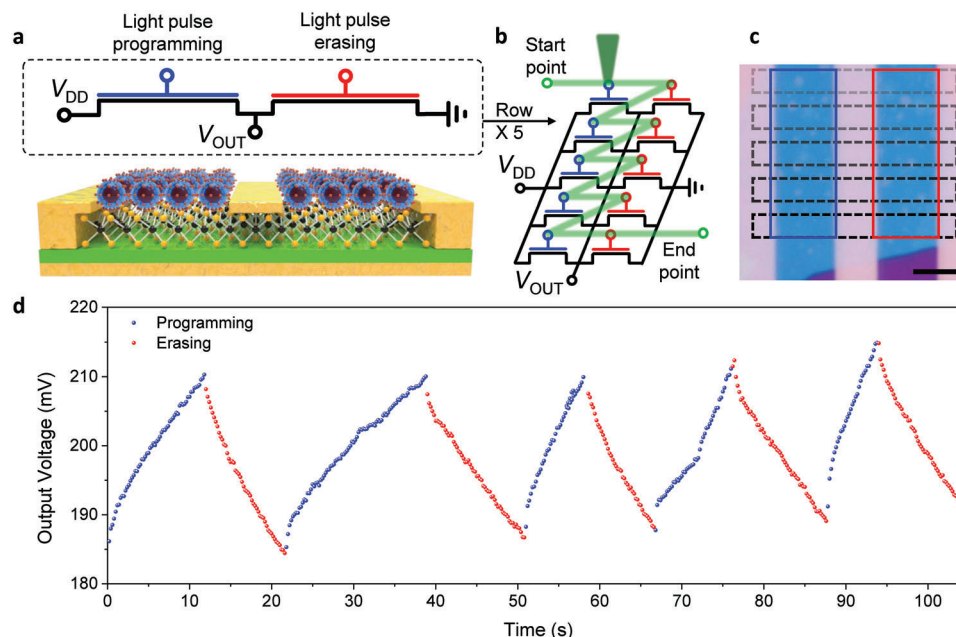 a
Light pulse
programming
Light pulse
erasing
V_DD
V_OUT
Row
X 5
b
Start
point
V_DD
End
point
V_OUT
c
d
Programming
Erasing
Output Voltage (mV)
220
210
200
190
180
0 10 20 30 40 50 60 70 80 90 100
Time (s)